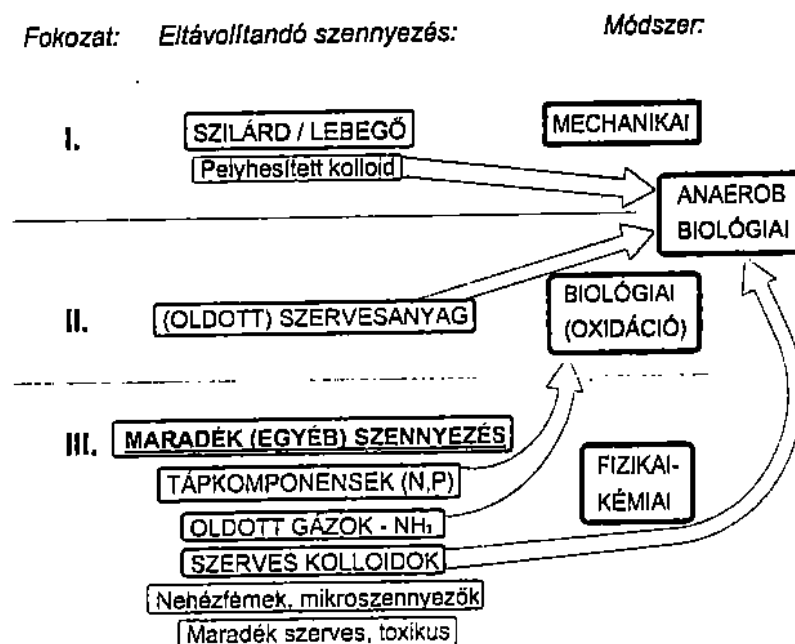 Fokozat: Eltávolítandó szennyezés: Módszer:
I. SZILÁRD / LEBEGŐ MECHANIKAI
Pelyhesített kolloid
ANAEROB
BIOLÓGIAI
II. (OLDOTT) SZERVESANYAG BIOLÓGIAI
(OXIDÁCIÓ)
III. MARADÉK (EGYÉB) SZENNYEZÉS
TÁPKOMPONENSEK (N,P) FIZIKAI-
KÉMIAI
OLDOTT GÁZOK - NH₃
SZERVES KOLLOIDOK
Nehézfémek, mikroszennyezők
Maradék szerves, toxikus